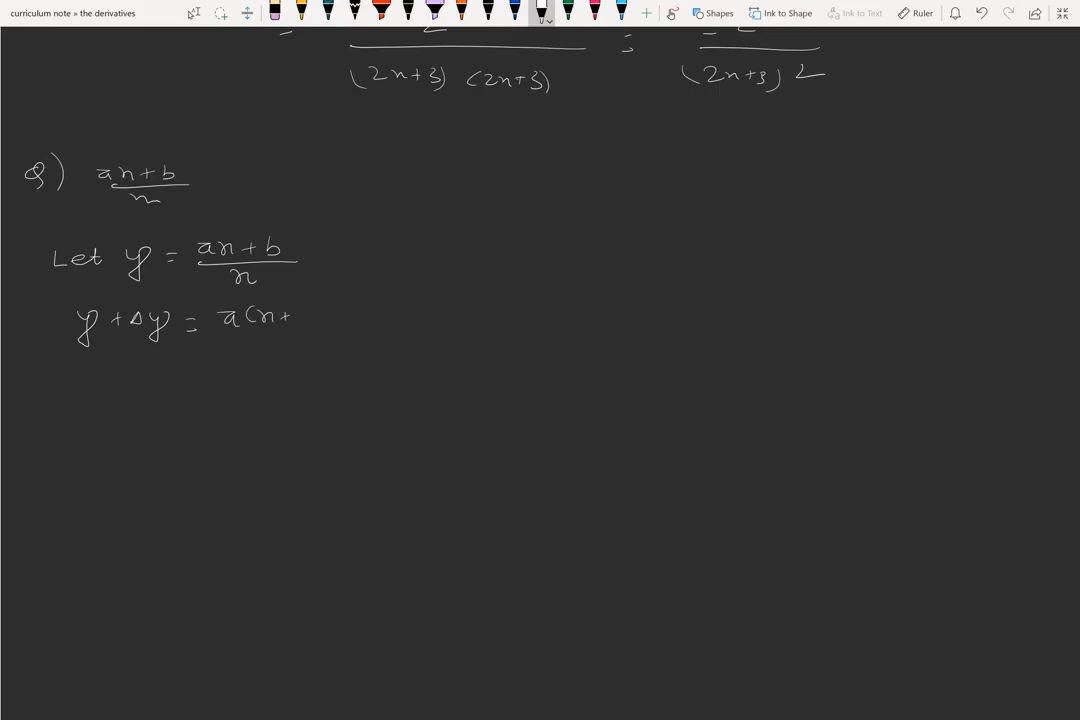 curriculum note » the derivatives Shapes Ink to Shape Ink to Text Ruler
(2x+3) (2x+3) = (2x+3)2
Q) ax+b
x
Let y = ax+b
x
y + Δy = a(x+